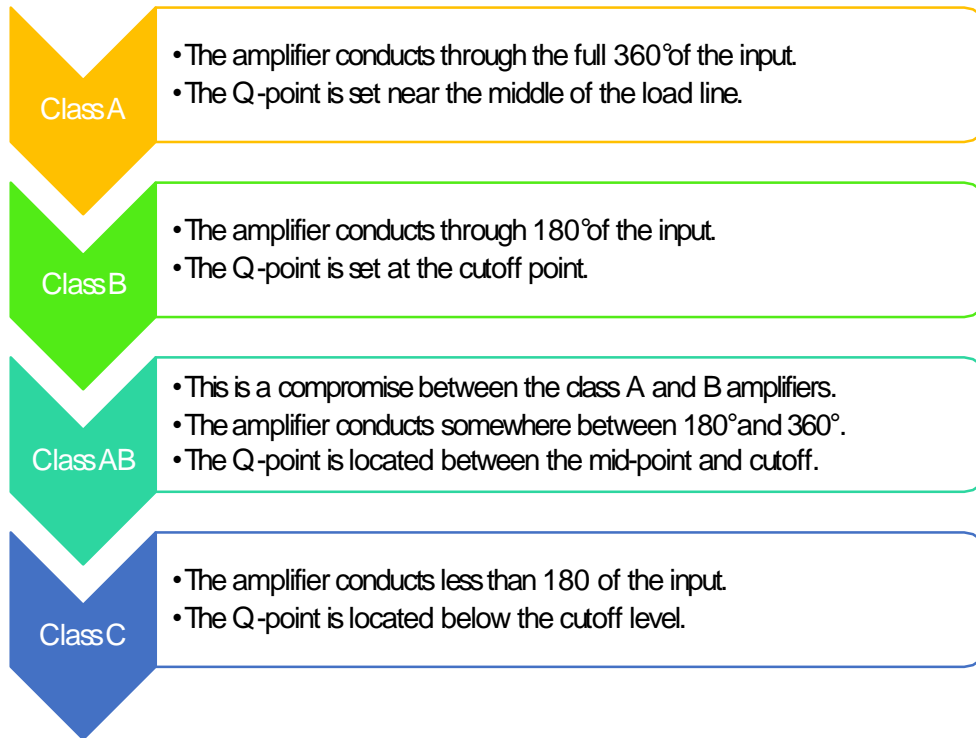 Class A
• The amplifier conducts through the full 360° of the input.
• The Q-point is set near the middle of the load line.
Class B
• The amplifier conducts through 180° of the input.
• The Q-point is set at the cutoff point.
Class AB
• This is a compromise between the class A and B amplifiers.
• The amplifier conducts somewhere between 180° and 360°.
• The Q-point is located between the mid-point and cutoff.
Class C
• The amplifier conducts less than 180 of the input.
• The Q-point is located below the cutoff level.